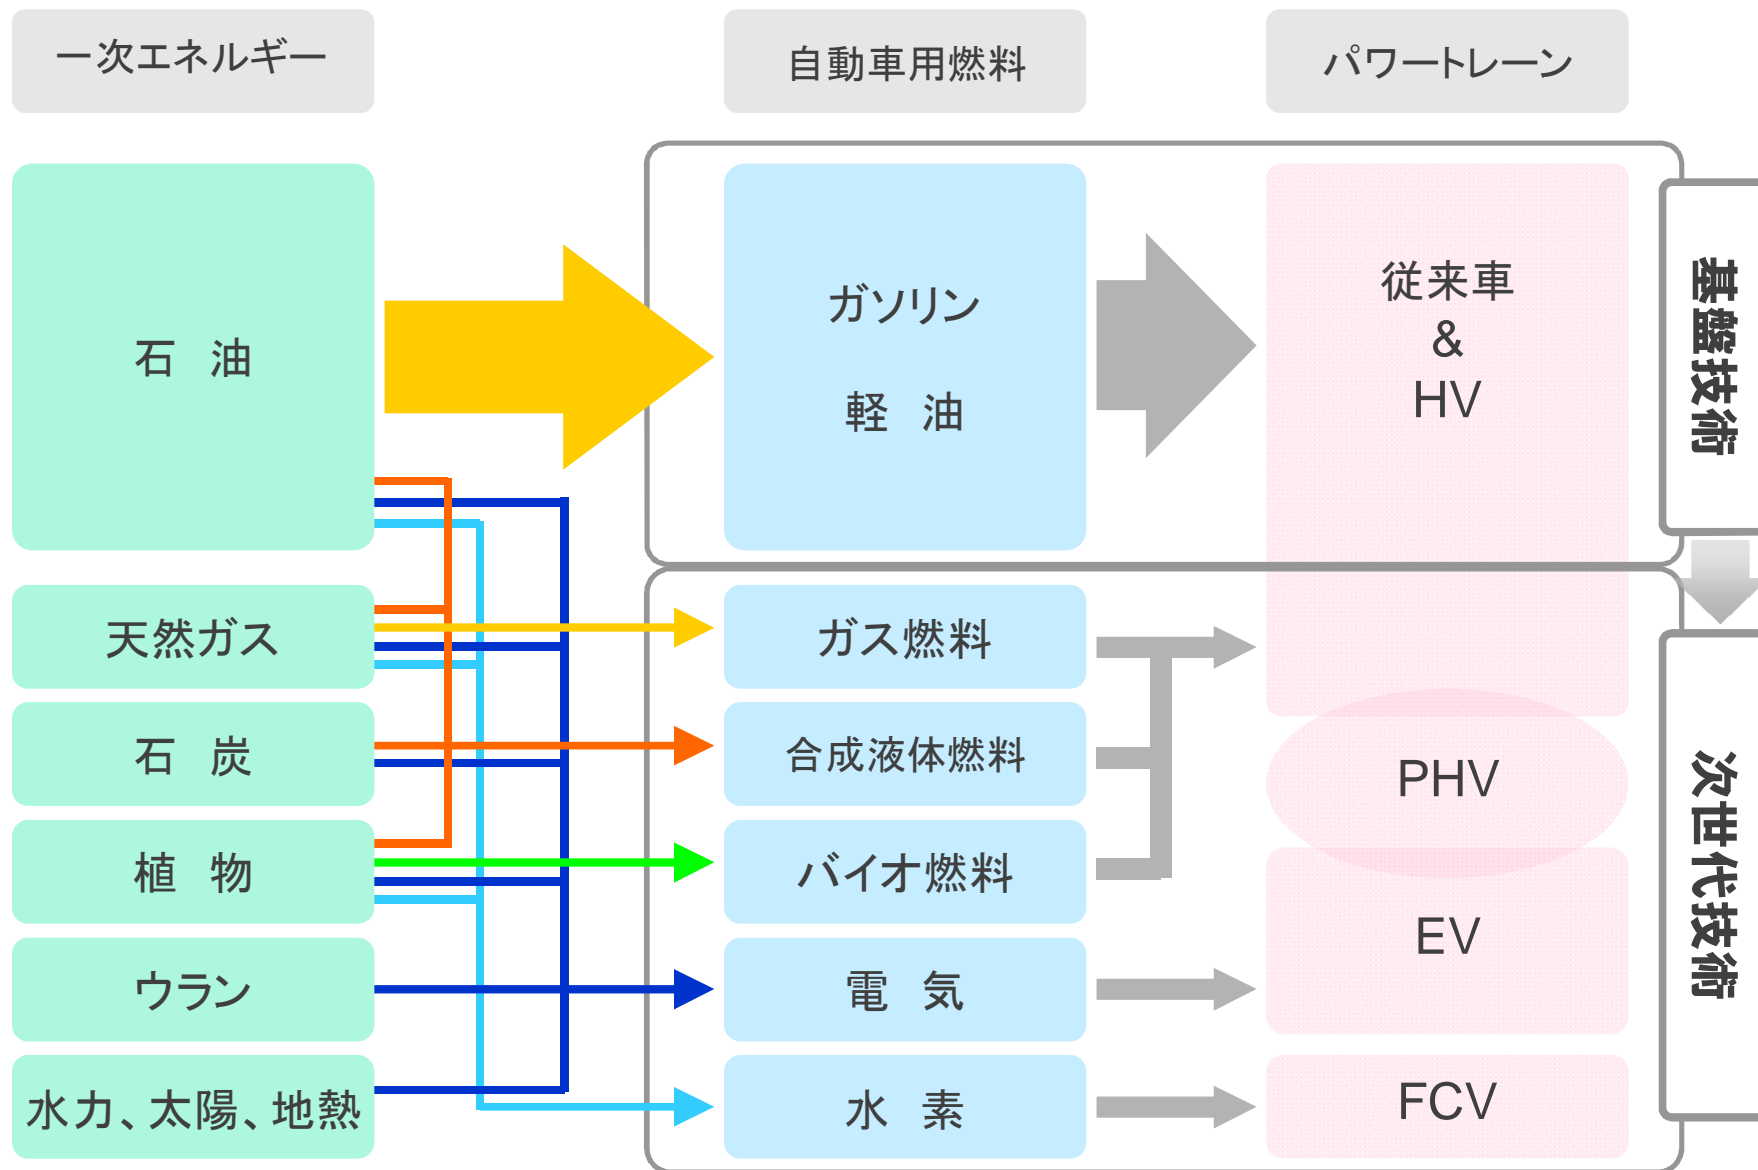 一次エネルギー
自動車用燃料
パワートレーン
石 油
ガソリン
軽 油
従来車
&
HV
基盤技術
天然ガス
ガス燃料
石 炭
合成液体燃料
PHV
植 物
バイオ燃料
EV
ウラン
電 気
水力、太陽、地熱
水 素
FCV
次世代技術